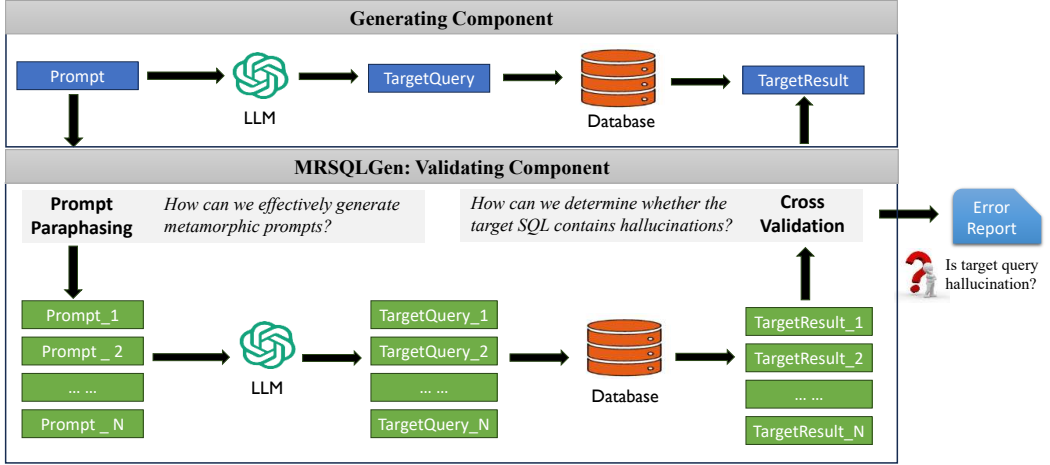 Generating Component
Prompt
LLM
TargetQuery
Database
TargetResult
MRSQLGen: Validating Component
Prompt
Paraphasing
How can we effectively generate
metamorphic prompts?
How can we determine whether the
target SQL contains hallucinations?
Cross
Validation
Error
Report
Is target query
hallucination?
Prompt_1
Prompt _ 2
... ...
Prompt _ N
LLM
TargetQuery_1
TargetQuery_2
... ...
TargetQuery_N
Database
TargetResult_1
TargetResult_2
... ...
TargetResult_N